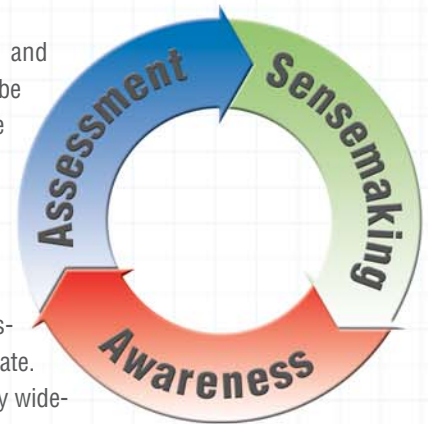 and
be
e
Assessment
Sensemaking
s-
ate.
y wide-
Awareness